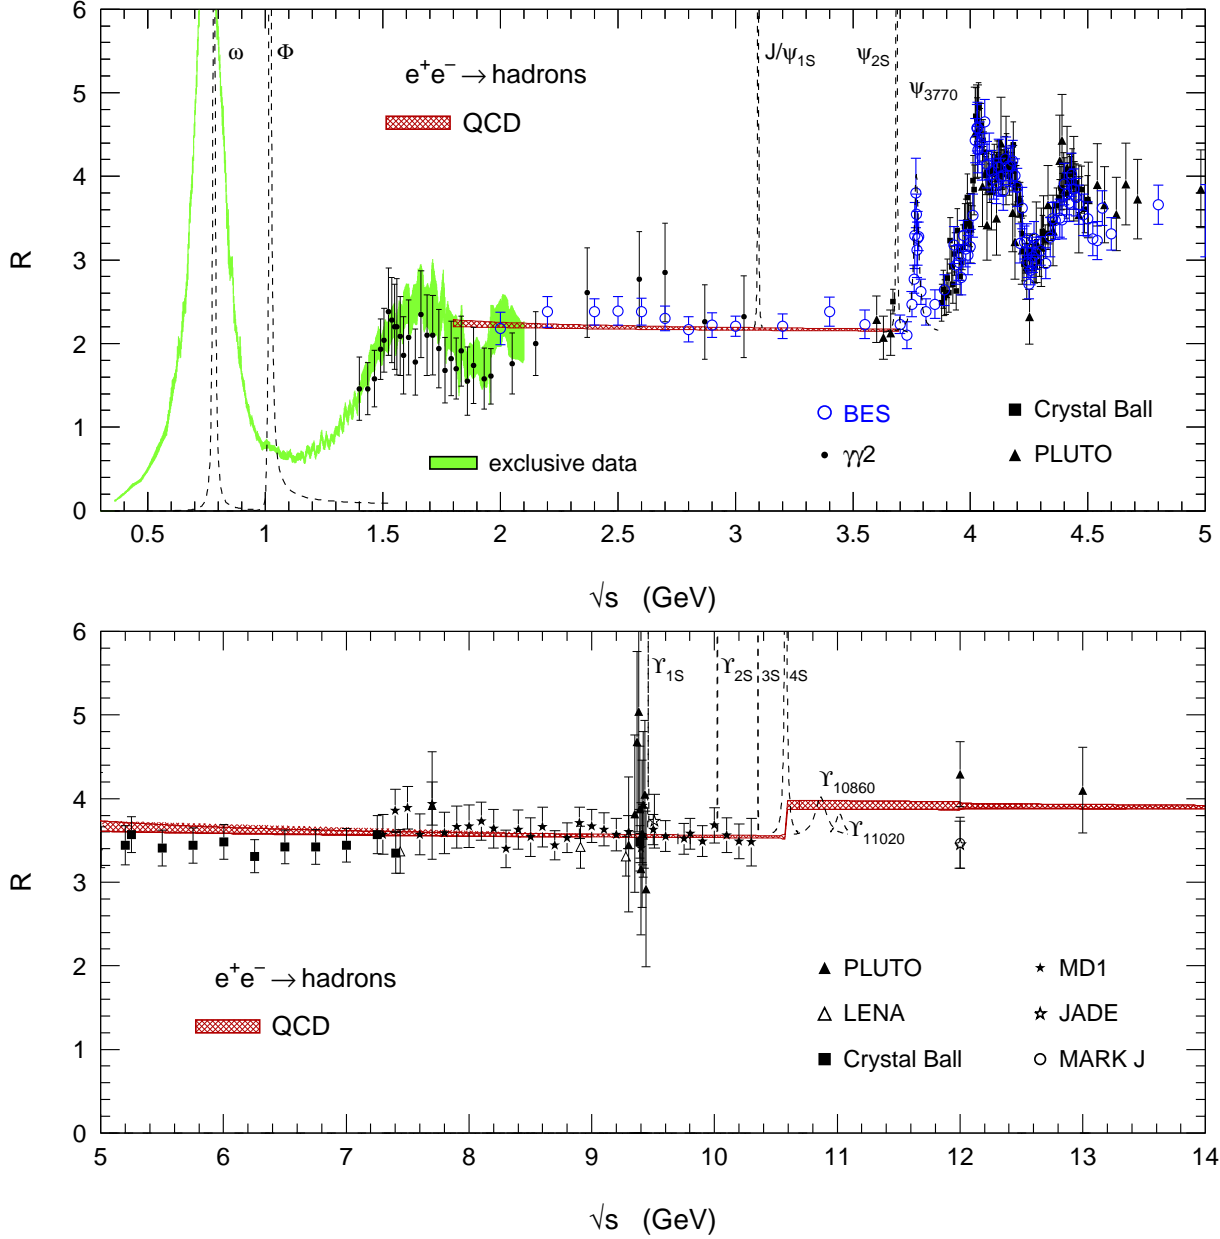 6
5
4
3
2
1
0
R
ω
Φ
J/ψ1S
ψ2S
ψ3770
e+e− → hadrons
QCD
exclusive data
BES
γγ2
Crystal Ball
PLUTO
0.5 1 1.5 2 2.5 3 3.5 4 4.5 5
√s (GeV)
6
5
4
3
2
1
0
R
ϒ1S
ϒ2S
3S
4S
ϒ10860
ϒ11020
e+e− → hadrons
QCD
PLUTO
LENA
Crystal Ball
MD1
JADE
MARK J
5 6 7 8 9 10 11 12 13 14
√s (GeV)